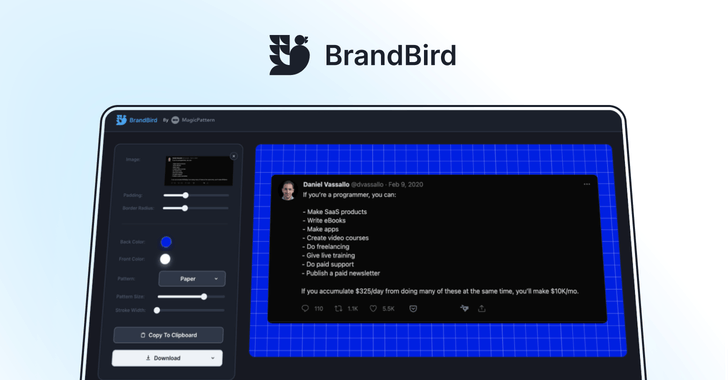 BrandBird
BrandBird By MagicPattern
Image:
Padding:
Border Radius:
Back Color:
Front Color:
Pattern: Paper
Pattern Size:
Stroke Width:
Copy To Clipboard
Download
Daniel Vassallo @dvassallo · Feb 9, 2020
If you're a programmer, you can:
- Make SaaS products
- Write eBooks
- Make apps
- Create video courses
- Do freelancing
- Give live training
- Do paid support
- Publish a paid newsletter
If you accumulate $325/day from doing many of these at the same time, you'll make $10K/mo.
110 1.1K 5.5K